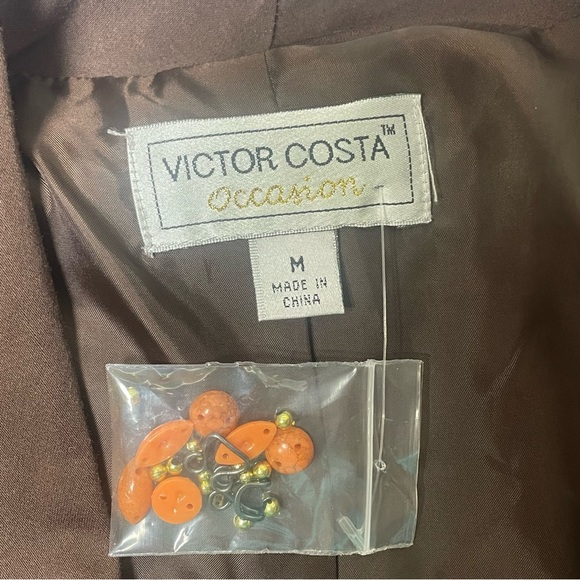 VICTOR COSTA™
occasion
M
MADE IN
CHINA